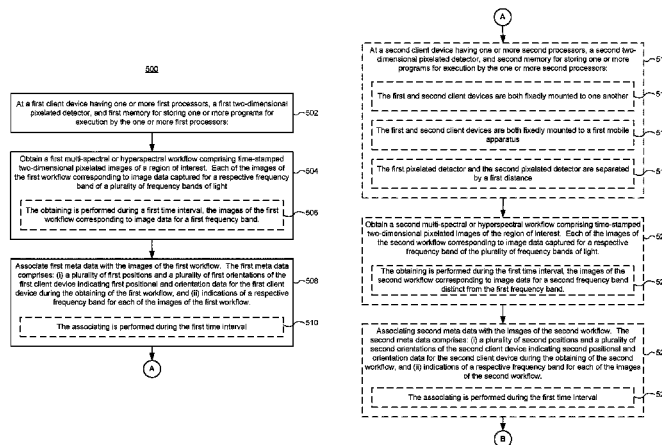 500
At a first client device having one or more first processors, a first two-
dimensional pixelated detector, and first memory for storing one or more programs for
execution by the one or more first processors:
502
Obtain a first multi-spectral or hyperspectral workflow comprising time-stamped
two-dimensional pixelated images of a region of interest. Each of the images of
the first workflow corresponding to image data captured for a respective
frequency band of a plurality of frequency bands of light
504
The obtaining is performed during a first time interval, the images of the first
workflow corresponding to image data for a first frequency band.
506
Associate first meta data with the images of the first workflow. The first meta data
comprises: (i) a plurality of first positions and a plurality of first orientations of the
first client device indicating first positional and orientation data for the first client
device during the obtaining of the first workflow, and (ii) indications of a
respective frequency band for each of the images of the first workflow.
508
The associating is performed during the first time interval
510
A
A
At a second client device having one or more second processors, a second two-
dimensional pixelated detector, and second memory for storing one or more
programs for execution by the one or more second processors:
51
The first and second client devices are both fixedly mounted to one another
51
The first and second client devices are both fixedly mounted to a first mobile
apparatus
51
The first pixelated detector and the second pixelated detector are separated
by a first distance
51
Obtain a second multi-spectral or hyperspectral workflow comprising time-stamped
two-dimensional pixelated images of the region of interest. Each of the images of
the second workflow corresponding to image data captured for a respective
frequency band of the plurality of frequency bands of light.
52
The obtaining is performed during the first time interval, the images of the
second workflow corresponding to image data for a second frequency band
distinct from the first frequency band.
52
Associating second meta data with the images of the second workflow. The
second meta data comprises: (i) a plurality of second positions and a plurality of
second orientations of the second client device indicating second positional and
orientation data for the second client device during the obtaining of the second
workflow, and (ii) indications of a respective frequency band for each of the images
of the second workflow.
52
The associating is performed during the first time interval
52
B